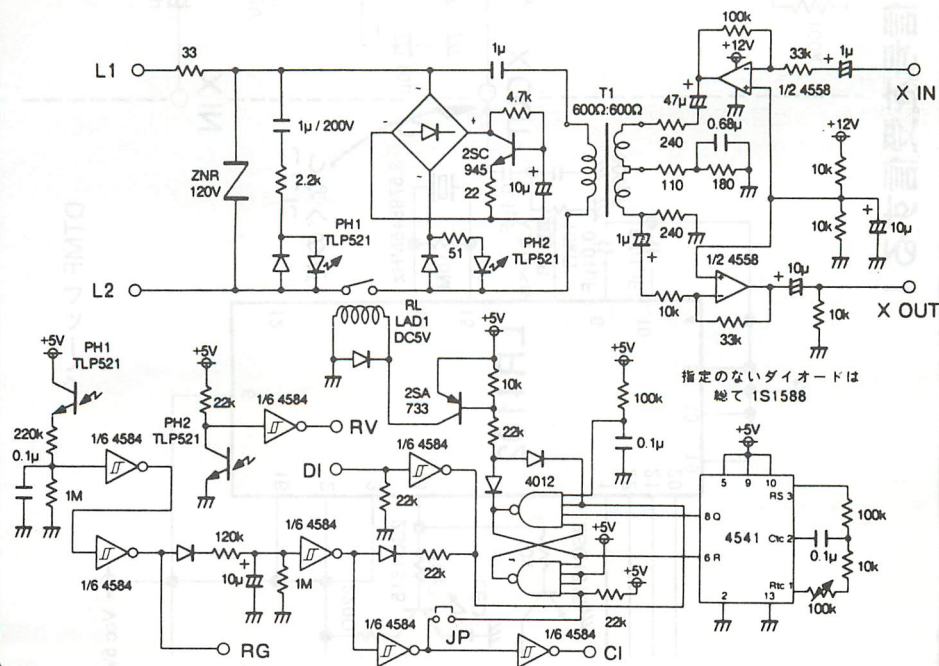 100k
33
1μ
+12V
33k
1μ
L1
X IN
4.7k
T1
600Ω:600Ω
47μ
1/2 4558
0.68μ
1μ / 200V
2SC
945
240
+12V
ZNR
120V
2.2k
22
10μ
110
180
10k
PH1
TLP521
51
PH2
TLP521
1μ
240
10k
10μ
1/2 4558
10μ
L2
10k
X OUT
33k
10k
RL
LAD1
DC5V
+5V
PH1
TLP521
+5V
+5V
+5V
指定のないダイオードは
総て 1S1588
10k
2SA
733
100k
22k
1/6 4584
RV
22k
0.1μ
+5V
220k
1/6 4584
PH2
TLP521
1/6 4584
0.1μ
DI
5
9
10
RS 3
1M
22k
4012
8 Q
4541
Ctc 2
100k
0.1μ
+5V
6 R
10k
120k
1/6 4584
+5V
Rtc 1
1/6 4584
10μ
1M
22k
2
13
100k
22k
1/6 4584
JP
1/6 4584
RG
CI